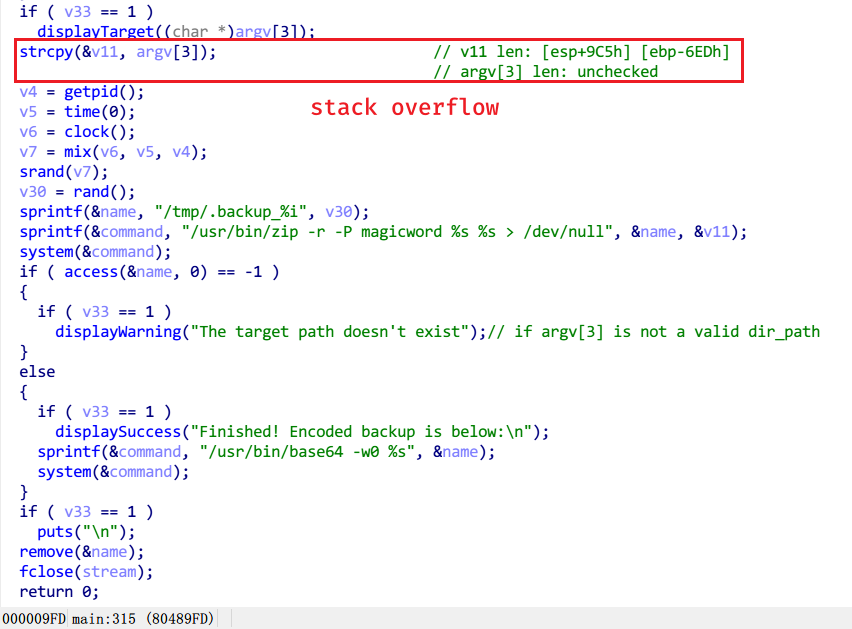 if ( v33 == 1 )
displayTarget((char *)argv[3]);
strcpy(&v11, argv[3]); // v11 len: [esp+9C5h] [ebp-6EDh]
// argv[3] len: unchecked
v4 = getpid();
stack overflow
v5 = time(0);
v6 = clock();
v7 = mix(v6, v5, v4);
srand(v7);
v30 = rand();
sprintf(&name, "/tmp/.backup_%i", v30);
sprintf(&command, "/usr/bin/zip -r -P magicword %s %s > /dev/null", &name, &v11);
system(&command);
if ( access(&name, 0) == -1 )
{
if ( v33 == 1 )
displayWarning("The target path doesn't exist");// if argv[3] is not a valid dir_path
}
else
{
if ( v33 == 1 )
displaySuccess("Finished! Encoded backup is below:\n");
sprintf(&command, "/usr/bin/base64 -w0 %s", &name);
system(&command);
}
if ( v33 == 1 )
puts("\n");
remove(&name);
fclose(stream);
return 0;
000009FD main:315 (80489FD)